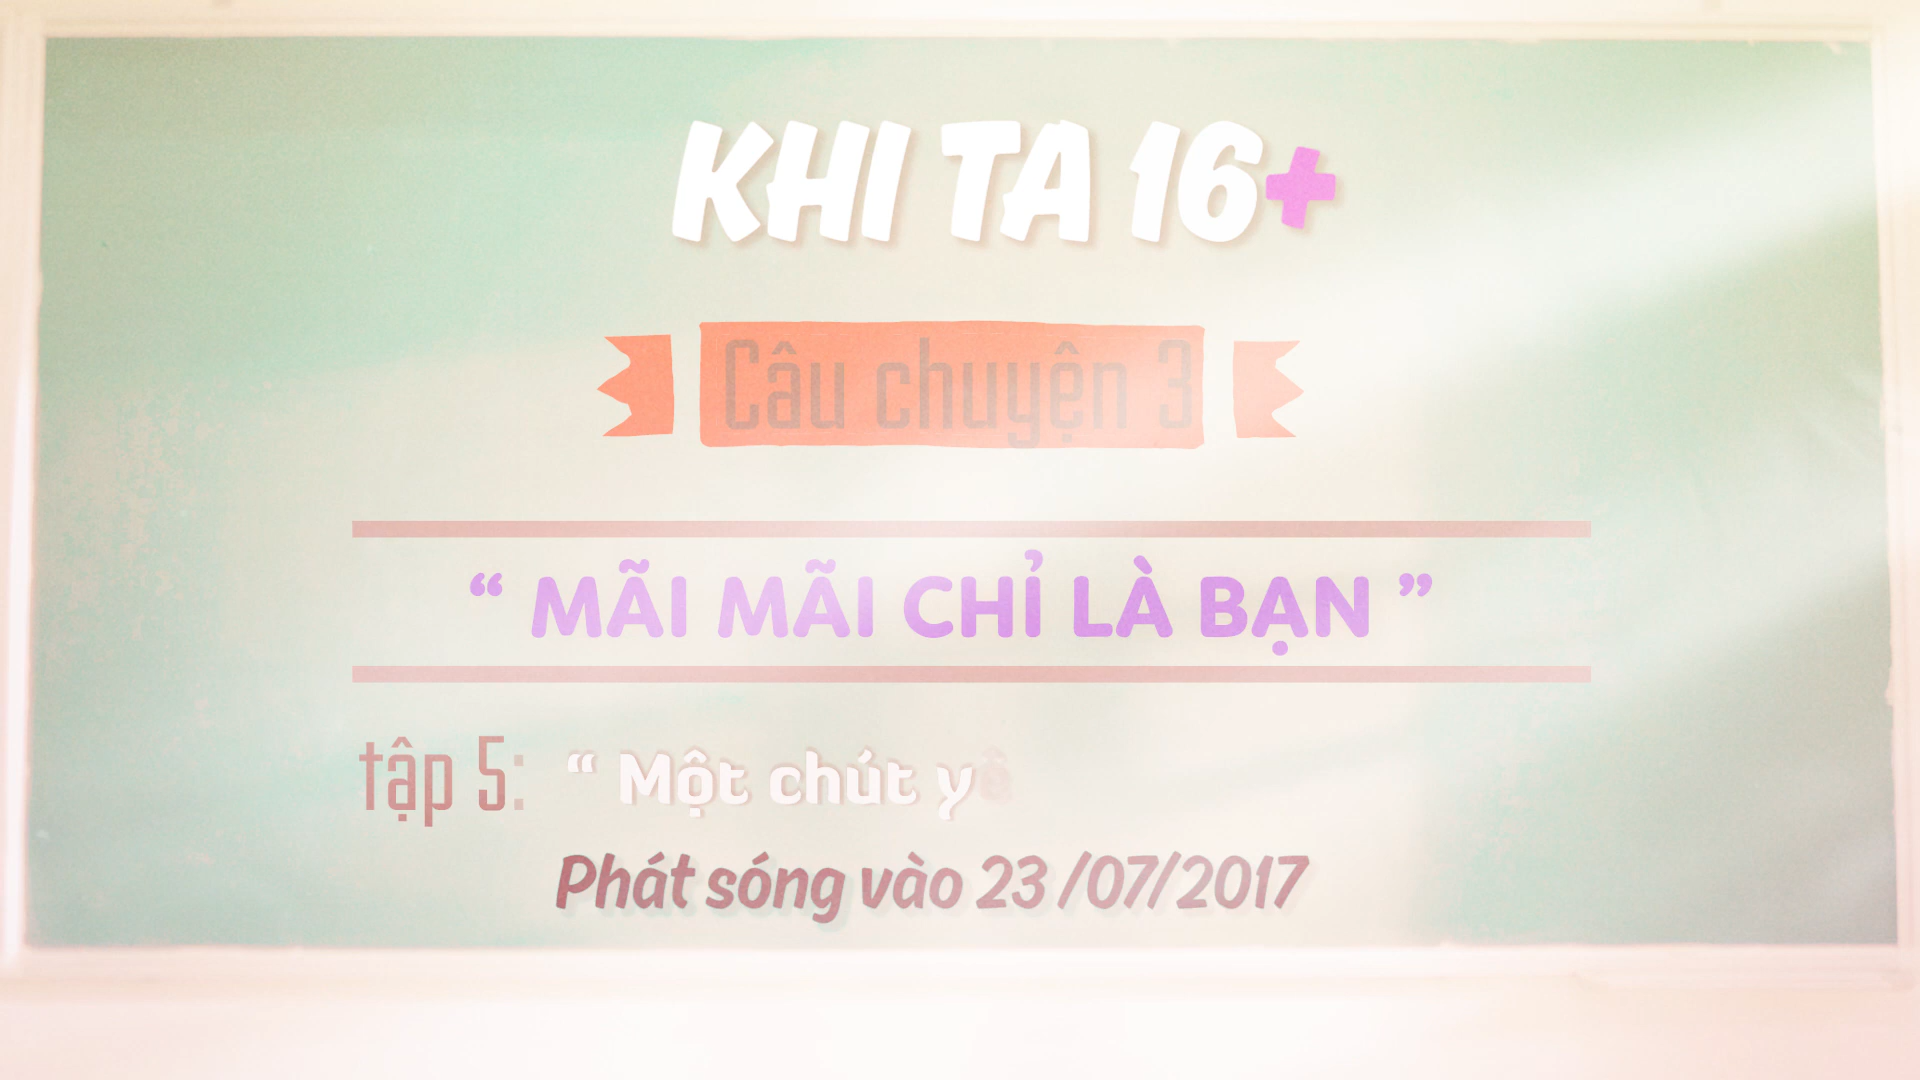 KHI TA 16+
Câu chuyện 3
“ MÃI MÃI CHỈ LÀ BẠN ”
tập 5: “ Một chút
Phát sóng vào 23 /07/2017